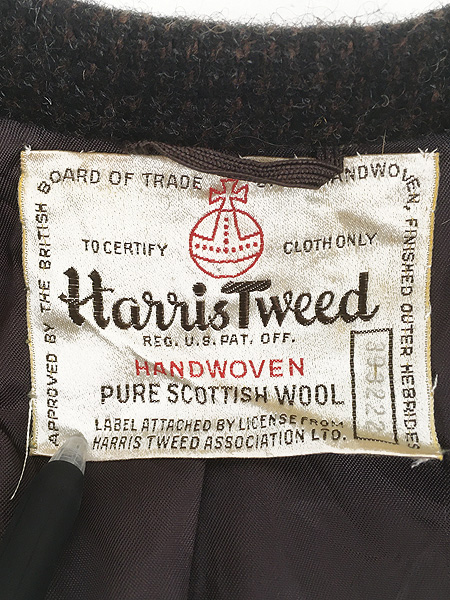 APPROVED BY THE BRITISH BOARD OF TRADE HANDWOVEN, FINISHED OUTER HEBRIDES
TO CERTIFY CLOTH ONLY
Harris Tweed
REG. U.S. PAT. OFF.
HANDWOVEN
PURE SCOTTISH WOOL
LABEL ATTACHED BY LICENSE FROM
HARRIS TWEED ASSOCIATION LTD.